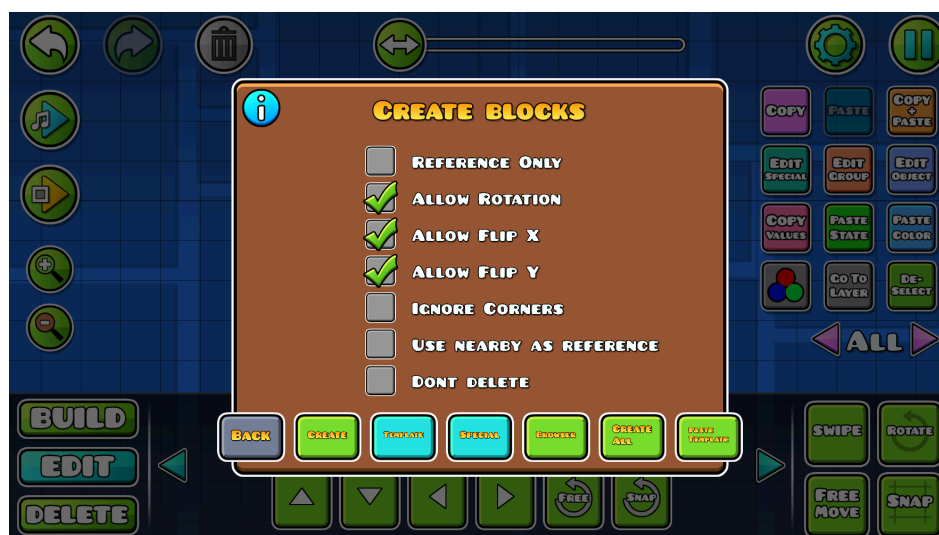 CREATE BLOCKS
REFERENCE ONLY
ALLOW ROTATION
ALLOW FLIP X
ALLOW FLIP Y
IGNORE CORNERS
USE NEARBY AS REFERENCE
DONT DELETE
BACK
CREATE
TEMPLATE
SPECIAL
BROWSER
CREATE
ALL
PASTE
TEMPLATE
COPY
PASTE
COPY
+
PASTE
EDIT
SPECIAL
EDIT
GROUP
EDIT
OBJECT
COPY
VALUES
PASTE
STATE
PASTE
COLOR
GO TO
LAYER
DE-
SELECT
ALL
BUILD
EDIT
DELETE
FREE
SNAP
SWIPE
ROTATE
FREE
MOVE
SNAP